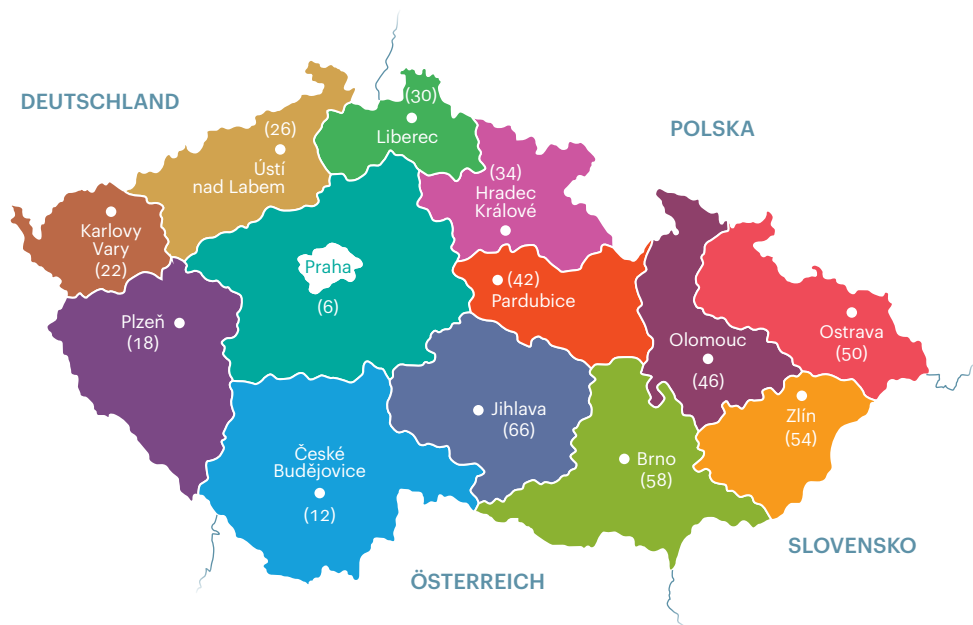 DEUTSCHLAND
POLSKA
(30)
Liberec
(26)
Ústí
nad Labem
(34)
Hradec
Králové
Karlovy
Vary
(22)
Praha
(6)
(42)
Pardubice
Plzeň
(18)
Olomouc
(46)
Ostrava
(50)
Jihlava
(66)
Zlín
(54)
České
Budějovice
(12)
Brno
(58)
SLOVENSKO
ÖSTERREICH